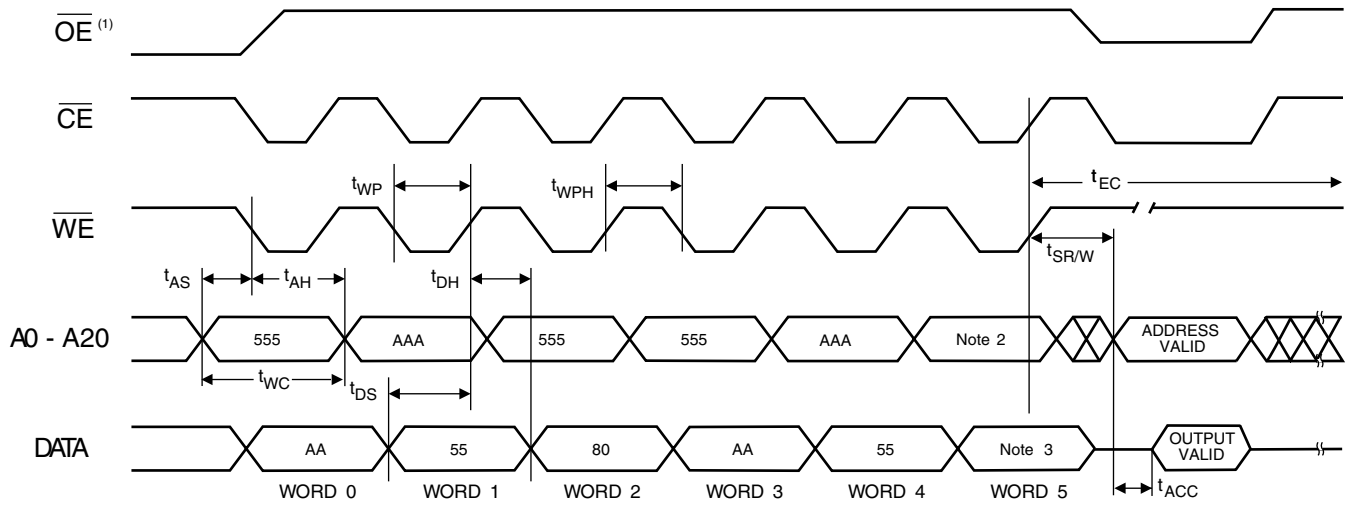 OE (1)
CE
tWP
tWPH
tEC
WE
tSR/W
tAS
tAH
tDH
A0 - A20
555
AAA
555
555
AAA
Note 2
ADDRESS
VALID
tWC
tDS
DATA
AA
55
80
AA
55
Note 3
OUTPUT
VALID
WORD 0
WORD 1
WORD 2
WORD 3
WORD 4
WORD 5
tACC